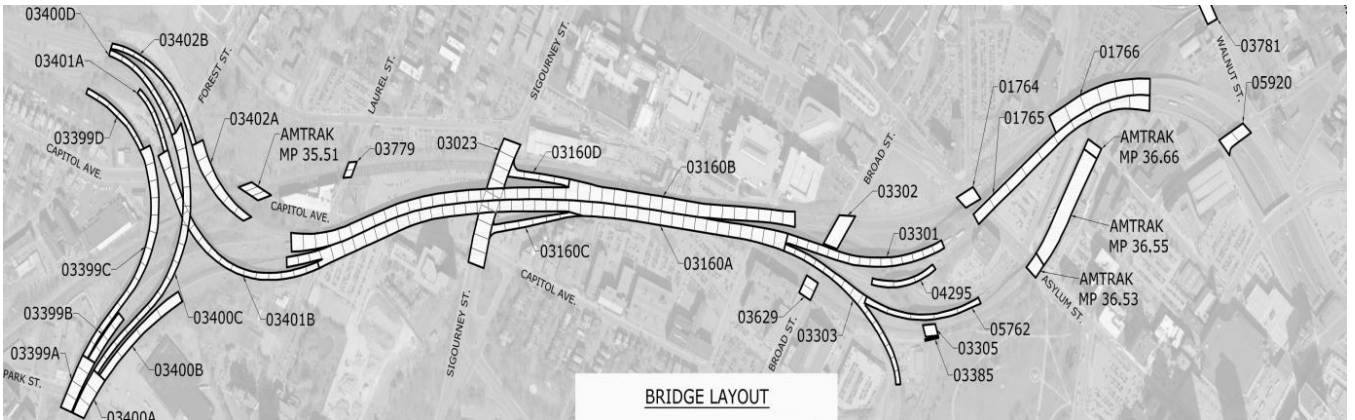 03400D
03402B
03401A
FOREST ST.
LAUREL ST.
SIGOURNEY ST.
03399D
03402A
AMTRAK
MP 35.51
03779
03023
03160D
03160B
BROAD ST.
03302
01764
01765
01766
WALNUT ST.
03781
05920
AMTRAK
MP 36.66
CAPITOL AVE.
CAPITOL AVE.
03301
AMTRAK
MP 36.55
03399C
03160C
03160A
CAPITOL AVE.
AMTRAK
MP 36.53
ASYLUM ST.
04295
03399B
03400C
03401B
SIGOURNEY ST.
03629
03303
05762
BROAD ST.
03305
03385
03399A
PARK ST.
03400B
03400A
BRIDGE LAYOUT